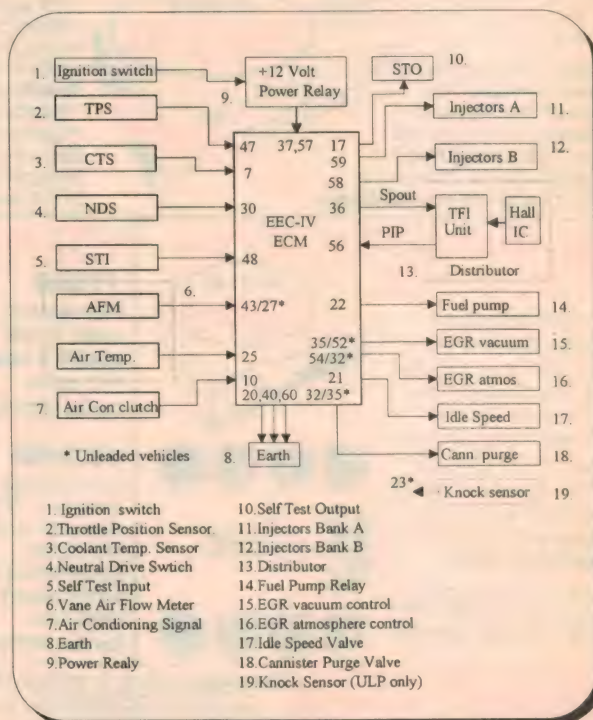 1. Ignition switch
+12 Volt
Power Relay
9.
STO
10.
2.
TPS
Injectors A
11.
3.
CTS
Injectors B
12.
47
37,57
17
59
7
58
4.
NDS
30
36
Spout
TFI
Unit
Hall
IC
EEC-IV
ECM
5.
STI
48
56
PIP
13.
Distributor
6.
AFM
43/27*
22
Fuel pump
14.
35/52*
EGR vacuum
15.
Air Temp.
25
54/32*
EGR atmos
16.
10
21
7
Air Con clutch
20,40,60
32/35*
Idle Speed
17.
* Unleaded vehicles
8.
Earth
Cann. purge
18.
23*
Knock sensor
19
1. Ignition switch
2.Throttle Position Sensor.
3.Coolant Temp. Sensor
4.Neutral Drive Swtich
5.Self Test Input
6.Vane Air Flow Meter
7.Air Condioning Signal
8.Earth
9.Power Realy
10.Self Test Output
11.Injectors Bank A
12.Injectors Bank B
13.Distributor
14.Fuel Pump Relay
15.EGR vacuum control
16.EGR atmosphere control
17.Idle Speed Valve
18.Cannister Purge Valve
19.Knock Sensor (ULP only)